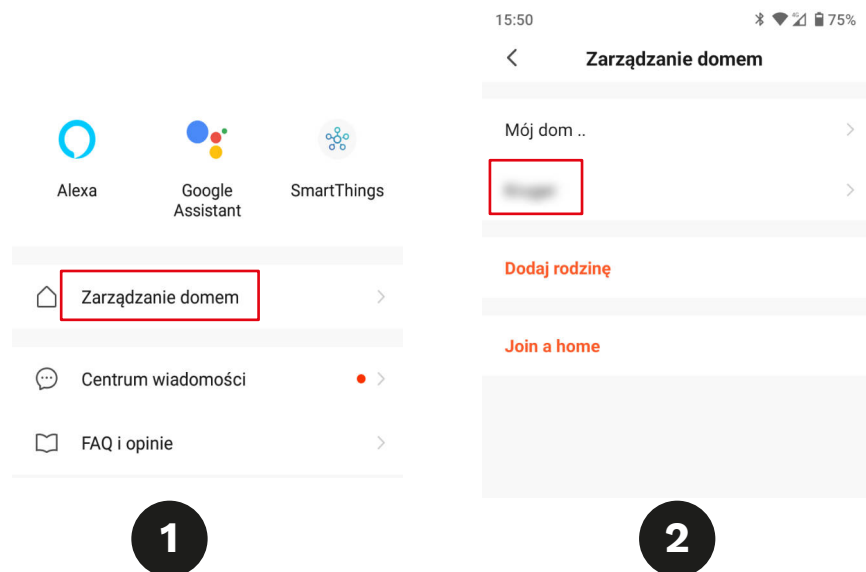 Alexa
Google
Assistant
SmartThings
Zarządzanie domem
Centrum wiadomości
FAQ i opinie
1
15:50
4G
75%
Zarządzanie domem
Mój dom ..
Dodaj rodzinę
Join a home
2